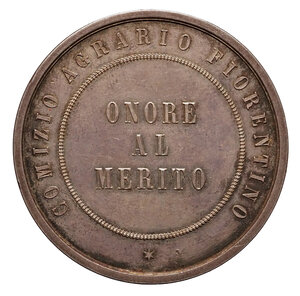 COMIZIO AGRARIO FIORENTINO
ONORE
AL
MERITO